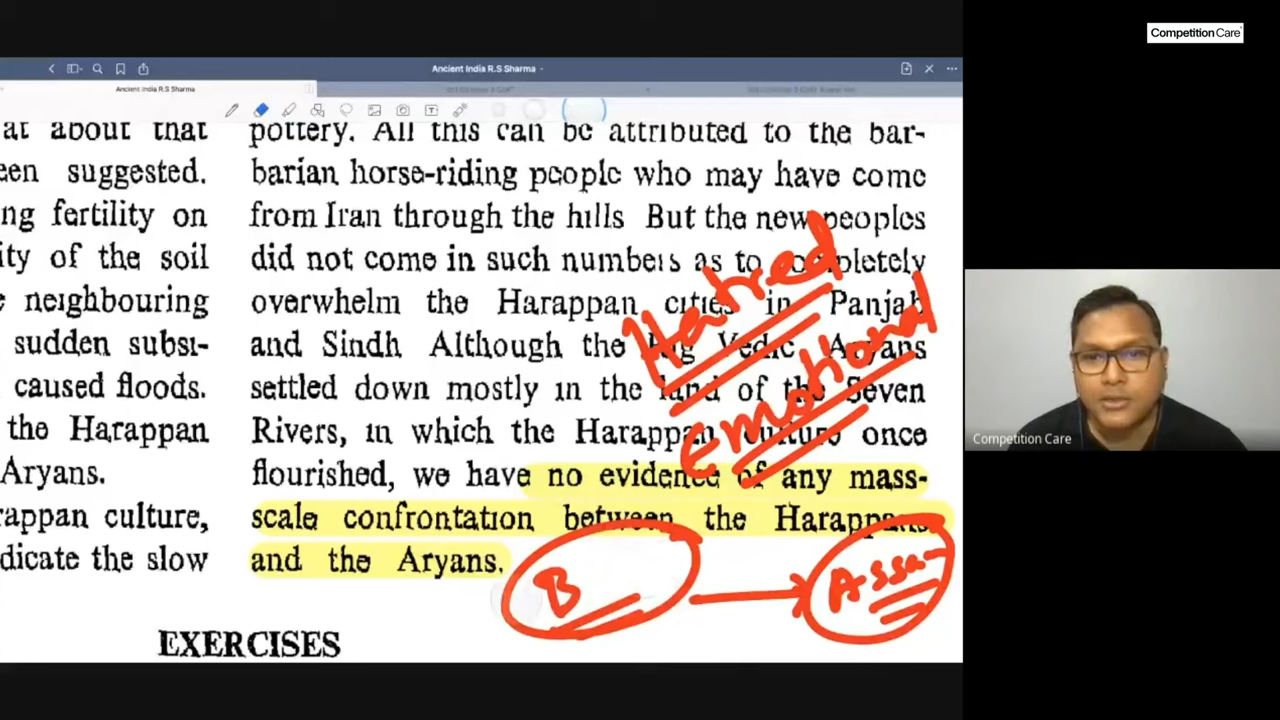 CompetitionCare
Ancient India R.S Sharma
Ancient India R.S Sharma
at about that
een suggested.
ng fertility on
ity of the soil
e neighbouring
sudden subsi-
caused floods.
the Harappan
Aryans.
rappan culture,
dicate the slow
pottery. All this can be attributed to the bar-
barian horse-riding people who may have come
from Iran through the hills But the new peoples
did not come in such numbers as to completely
overwhelm the Harappan cities in Panjab
and Sindh Although the Rig Vedic Aryans
settled down mostly in the land of the Seven
Rivers, in which the Harappan culture once
flourished, we have no evidence of any mass-
scale confrontation between the Harappans
and the Aryans.
Hatred
emotional
B
Assam
EXERCISES
Competition Care